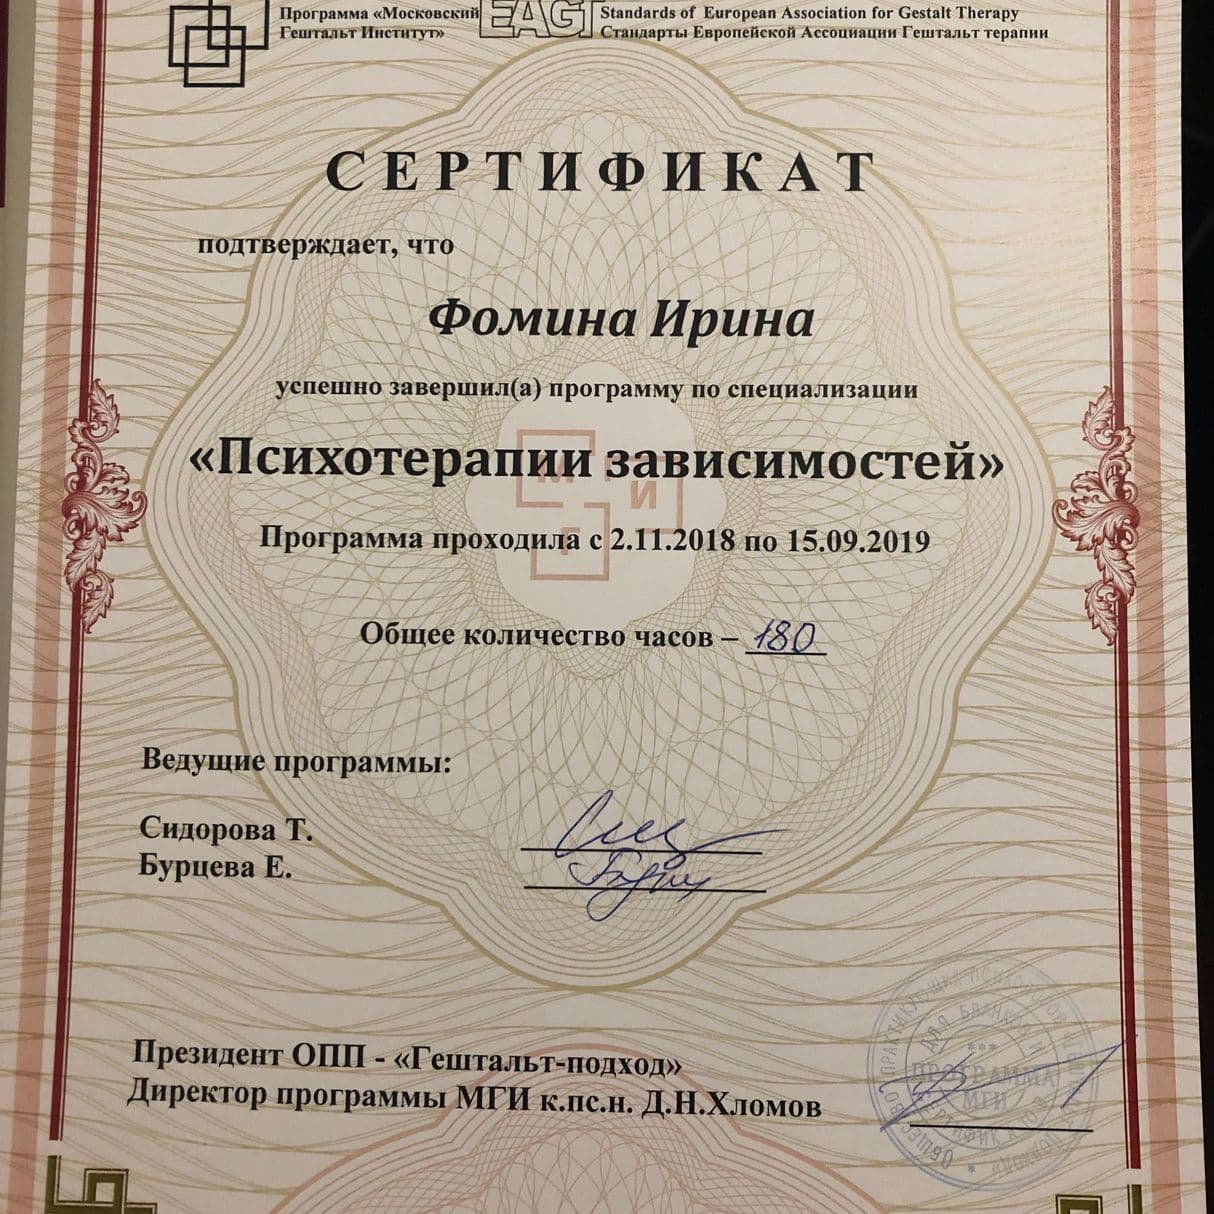 Программа «Московский
Гештальт Институт»
EAGT
Standards of European Association for Gestalt Therapy
Стандарты Европейской Ассоциации Гештальт терапии
СЕРТИФИКАТ
подтверждает, что
Фомина Ирина
успешно завершил(а) программу по специализации
«Психотерапии зависимостей»
М И Г
Программа проходила с 2.11.2018 по 15.09.2019
Общее количество часов – 180
Ведущие программы:
Сидорова Т.
Бурцева Е.
Президент ОПП - «Гештальт-подход»
Директор программы МГИ к.пс.н. Д.Н.Хломов
ДЛЯ БЛАНКОВ И
ПРОГРАММА
МГИ